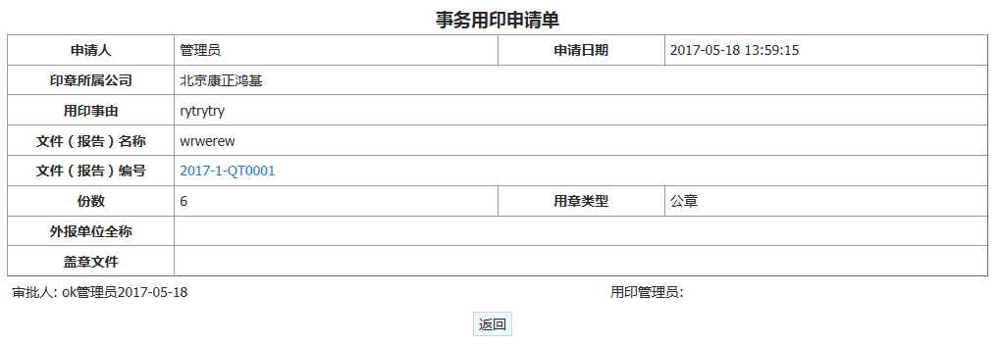 事务用印申请单
申请人 管理员 申请日期 2017-05-18 13:59:15
印章所属公司 北京康正鸿基
用印事由 rytrytry
文件（报告）名称 wrwerew
文件（报告）编号 2017-1-QT0001
份数 6 用章类型 公章
外报单位全称
盖章文件
审批人: ok管理员2017-05-18 用印管理员:
返回